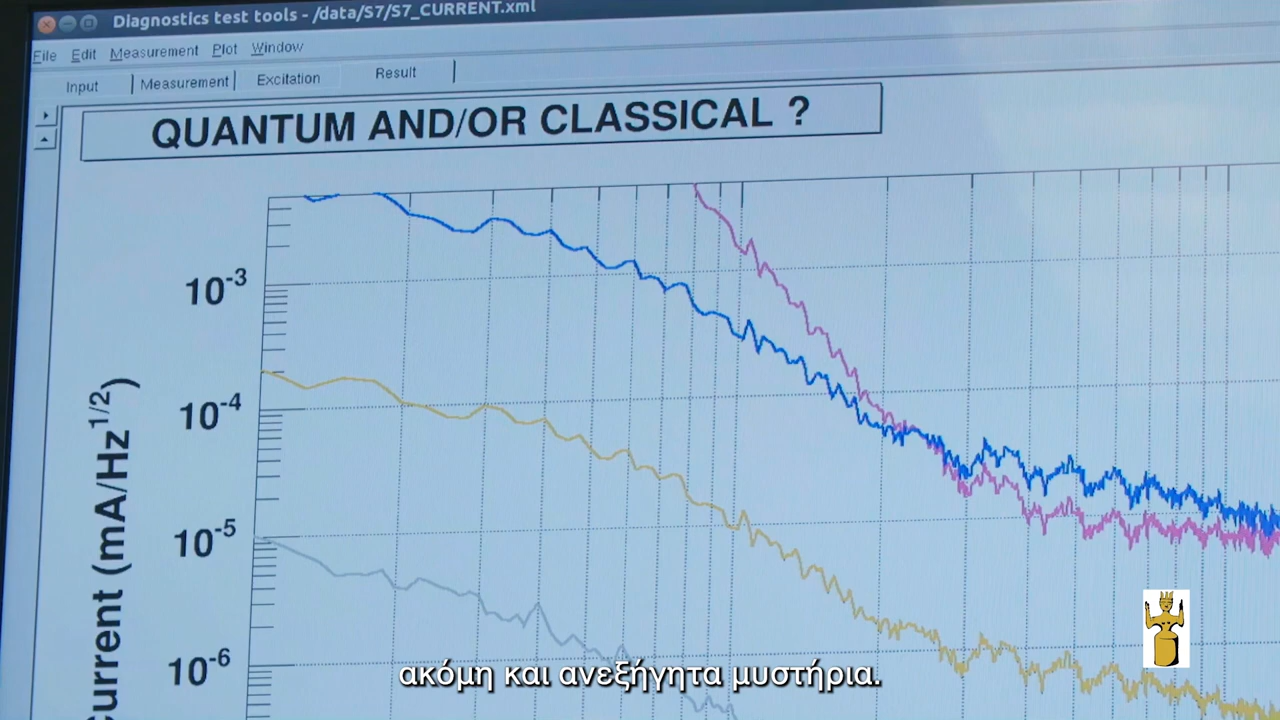 Diagnostics test tools - /data/S7/S7_CURRENT.xml
File Edit Measurement Plot Window
Input Measurement Excitation Result
QUANTUM AND/OR CLASSICAL ?
10-3
10-4
10-5
10-6
Current (mA/Hz1/2)
ακόμη και ανεξήγητα μυστήρια.